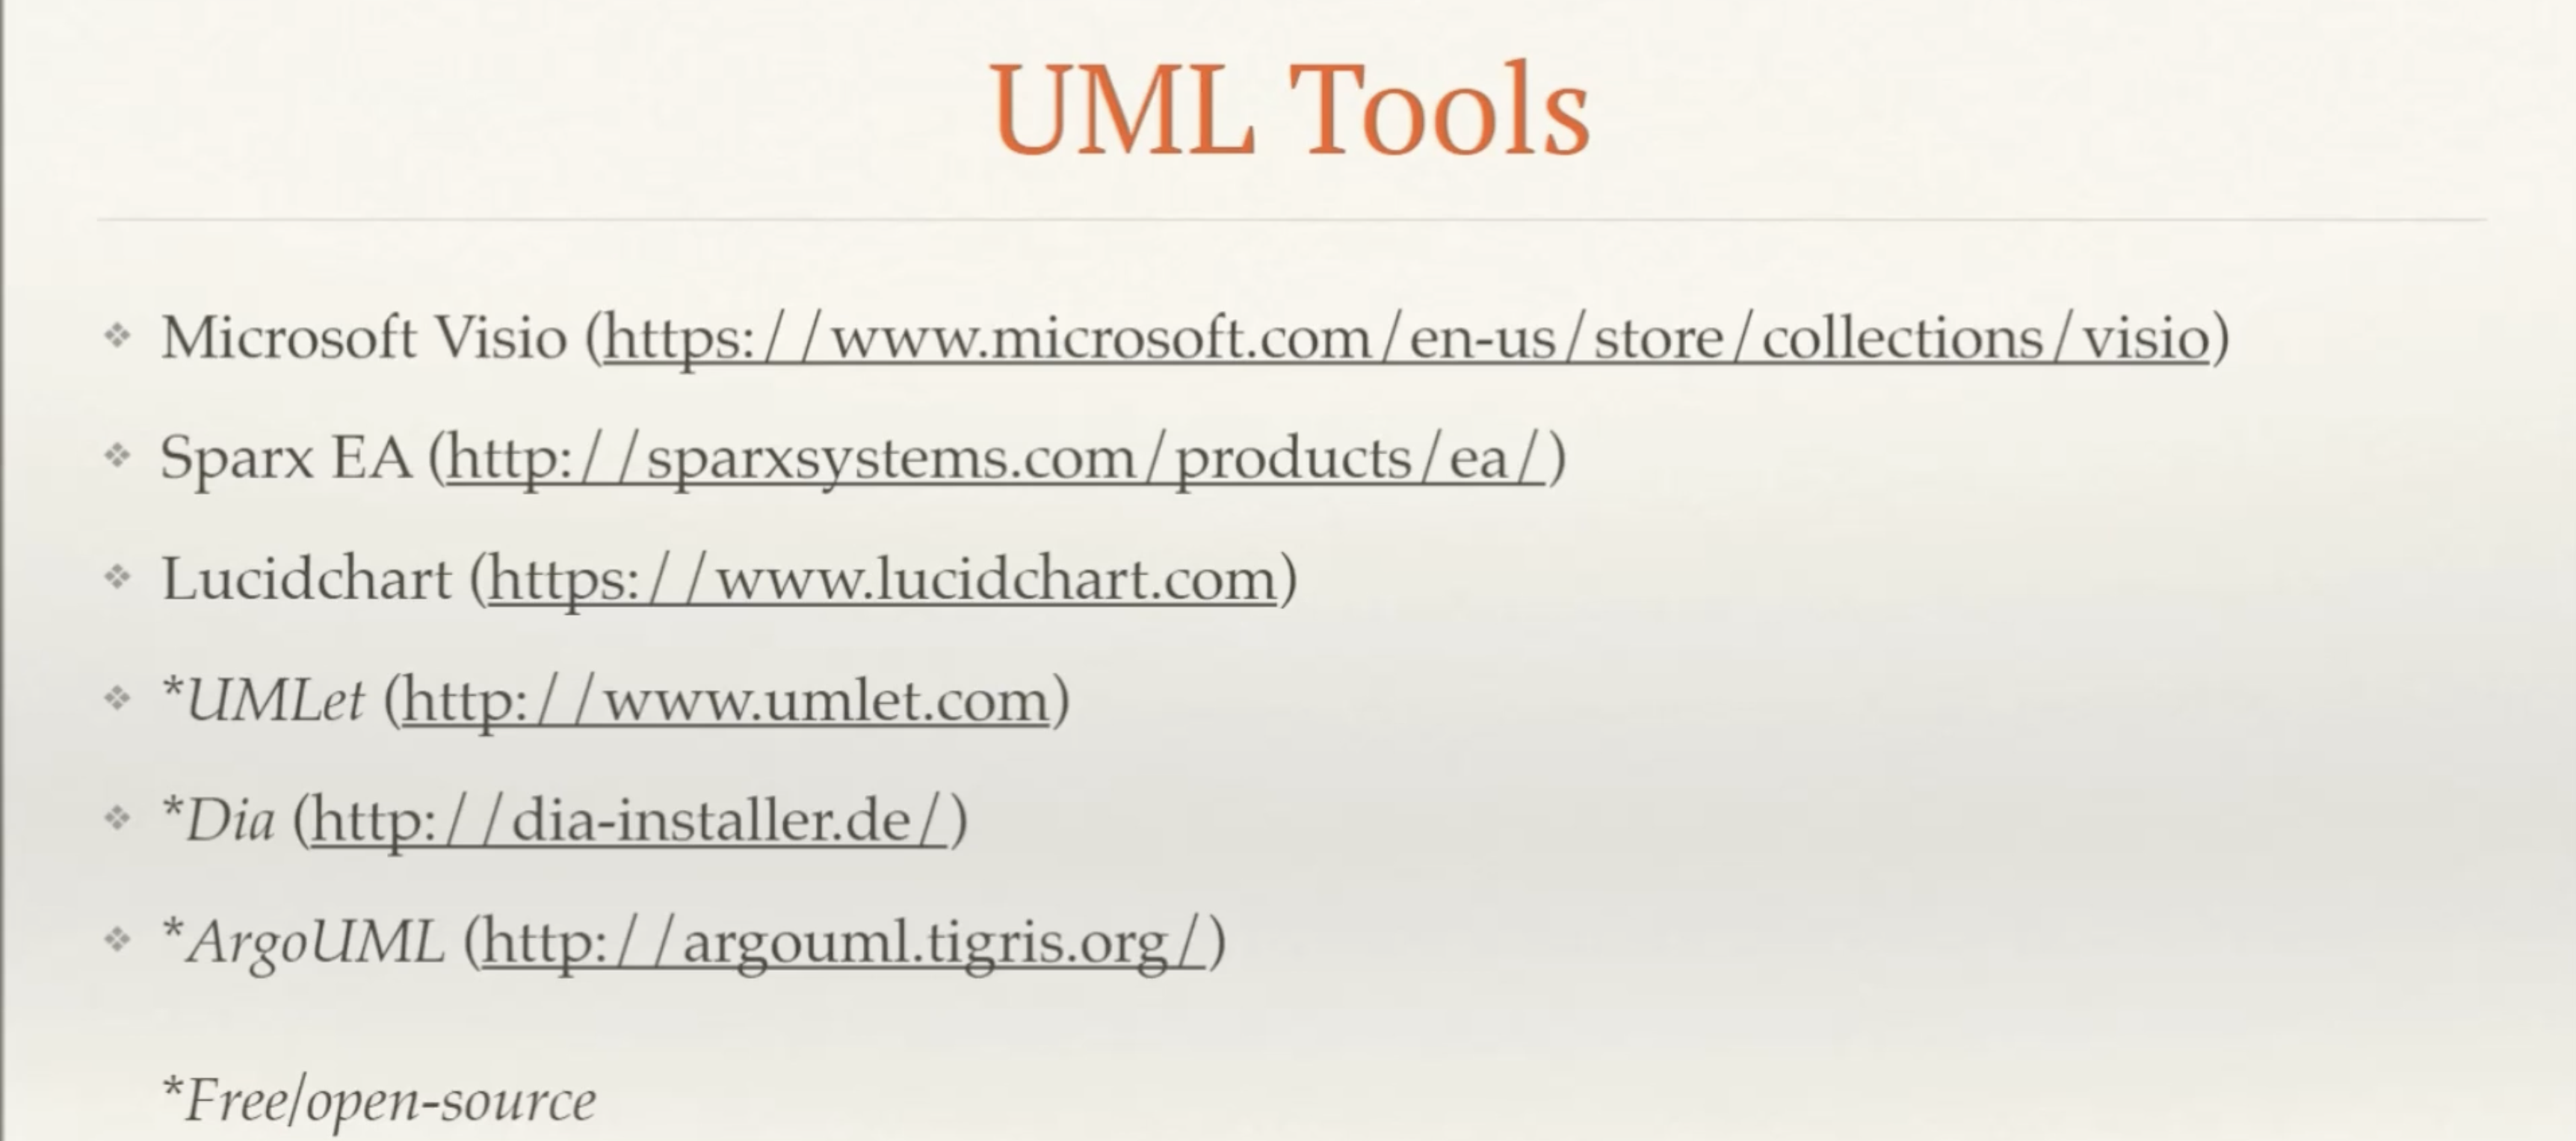 UML Tools
❖ Microsoft Visio (https://www.microsoft.com/en-us/store/collections/visio)
❖ Sparx EA (http://sparxsystems.com/products/ea/)
❖ Lucidchart (https://www.lucidchart.com)
❖ *UMLet (http://www.umlet.com)
❖ *Dia (http://dia-installer.de/)
❖ *ArgoUML (http://argouml.tigris.org/)
*Free/open-source